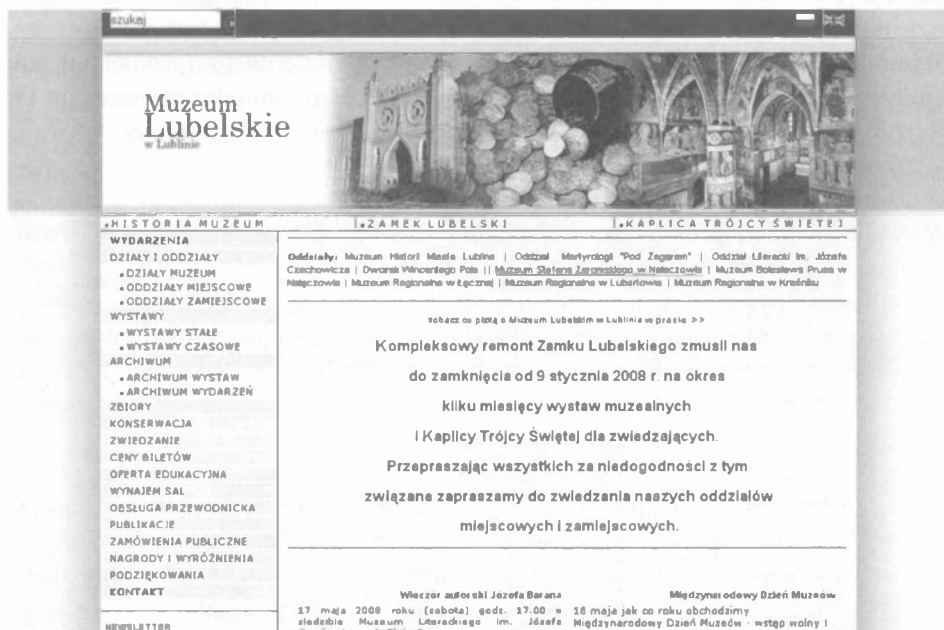 szukaj
Muzeum
Lubelskie
w Lublinie
HISTORIA MUZEUM
ZAMEK LUBELSKI
KAPLICA TRÓJCY ŚWIĘTEJ
WYDARZENIA
DZIAŁY I ODDZIAŁY
DZIAŁY MUZEUM
ODDZIAŁY MIEJSCOWE
ODDZIAŁY ZAMIEJSCOWE
WYSTAWY
WYSTAWY STAŁE
WYSTAWY CZASOWE
ARCHIWUM
ARCHIWUM WYSTAW
ARCHIWUM WYDARZEŃ
ZBIORY
KONSERWACJA
ZWIEDZANIE
CENY BILETÓW
OFERTA EDUKACYJNA
WYNAJEM SAL
OBSŁUGA PRZEWODNICKA
PUBLIKACJE
ZAMÓWIENIA PUBLICZNE
NAGRODY I WYRÓŻNIENIA
PODZIĘKOWANIA
KONTAKT
NEWSLETTER
Oddziały: Muzeum Historii Miasta Lublina | Oddział Martyrologii "Pod Zegarem" | Oddział Literacki im. Józefa
Czechowicza | Dworek Wincentego Pola || Muzeum Stefana Żeromskiego w Nałęczowie | Muzeum Bolesława Prusa w
Nałęczowie | Muzeum Regionalne w Łęcznej | Muzeum Regionalne w Lubartowie | Muzeum Regionalne w Kraśniku
zobacz co piszą o Muzeum Lubelskim w Lublinie w prasie >>
Kompleksowy remont Zamku Lubelskiego zmusił nas
do zamknięcia od 9 stycznia 2008 r. na okres
kilku miesięcy wystaw muzealnych
i Kaplicy Trójcy Świętej dla zwiedzających.
Przepraszając wszystkich za niedogodności z tym
związane zapraszamy do zwiedzania naszych oddziałów
miejscowych i zamiejscowych.
Wieczór autorski Józefa Barana
17 maja 2008 roku (sobota) godz. 17.00 w
siedzibie Muzeum Literackiego im. Józefa
Międzynarodowy Dzień Muzeów
18 maja jak co roku obchodzimy
Międzynarodowy Dzień Muzeów - wstęp wolny !